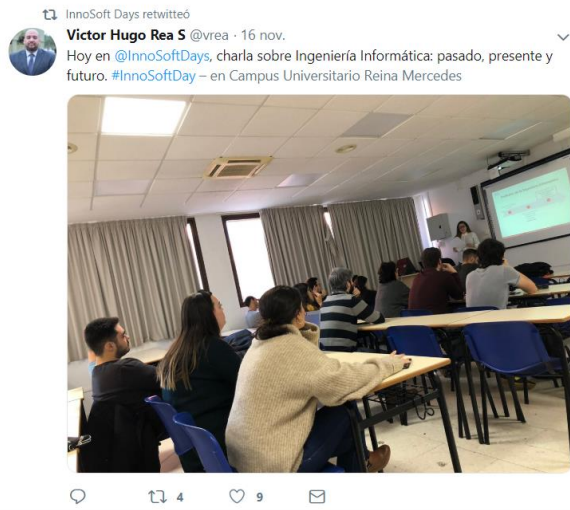 InnoSoft Days retwitteó
Victor Hugo Rea S @vrea · 16 nov.
Hoy en @InnoSoftDays, charla sobre Ingeniería Informática: pasado, presente y
futuro. #InnoSoftDay – en Campus Universitario Reina Mercedes
4
9